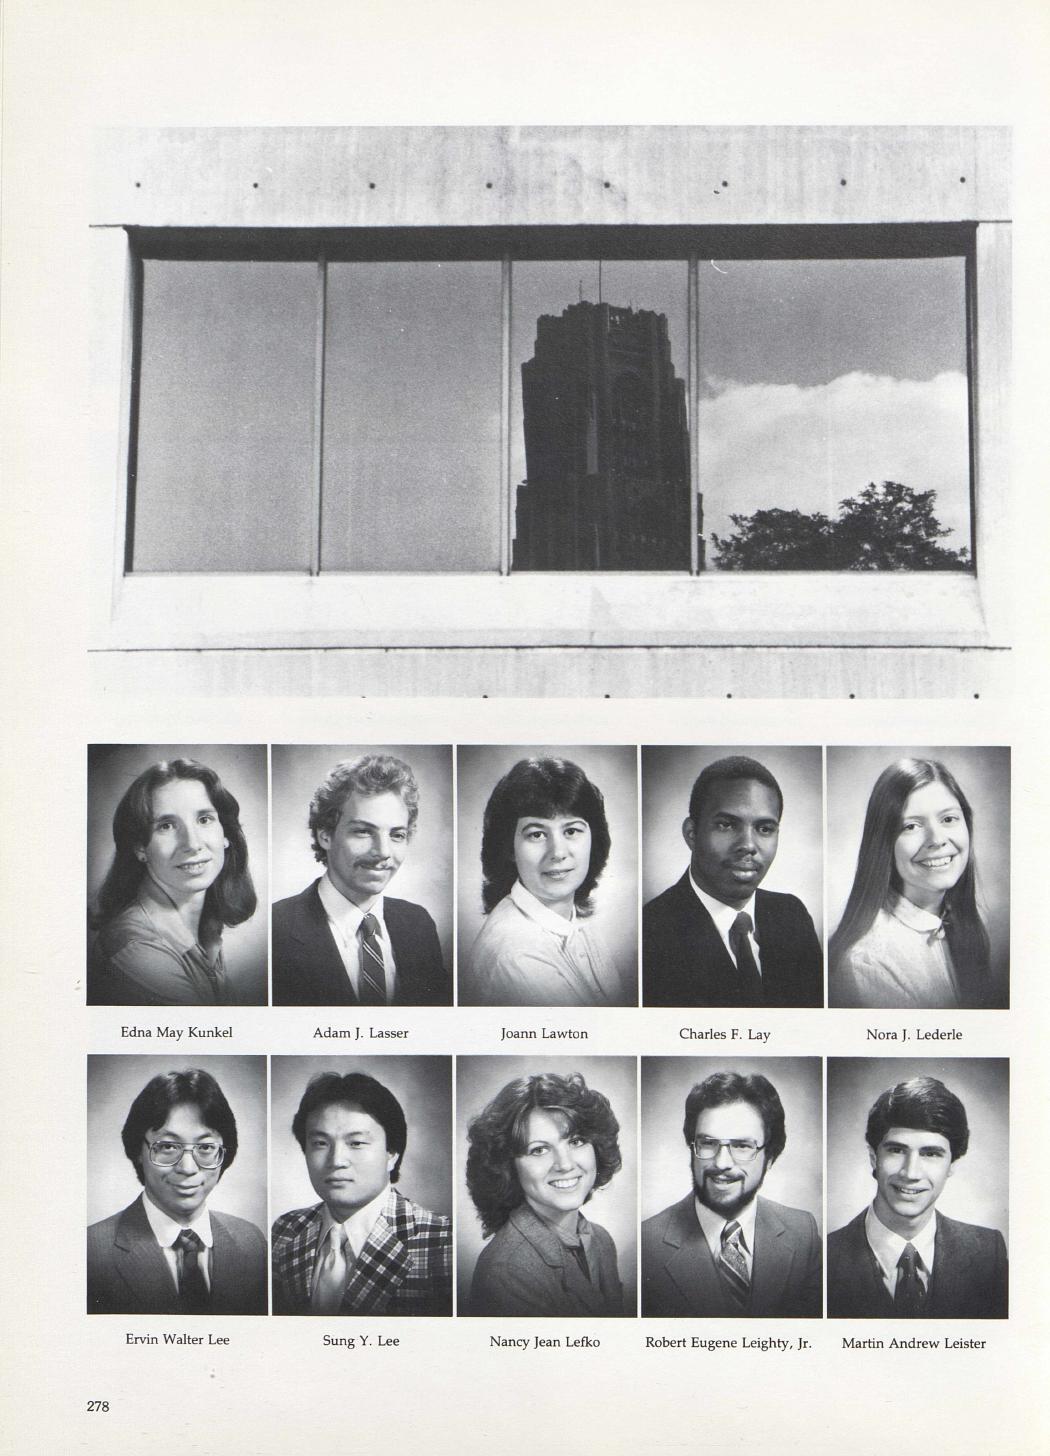 Edna May Kunkel
Adam J. Lasser
Joann Lawton
Charles F. Lay
Nora J. Lederle
Ervin Walter Lee
Sung Y. Lee
Nancy Jean Lefko
Robert Eugene Leighty, Jr.
Martin Andrew Leister
278